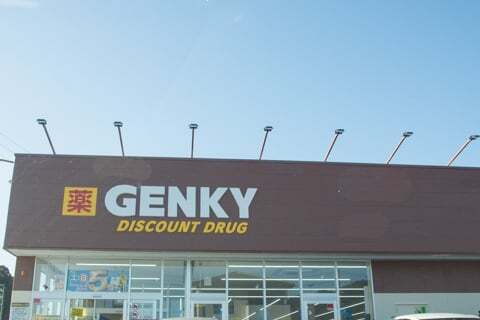 薬 GENKY
DISCOUNT DRUG